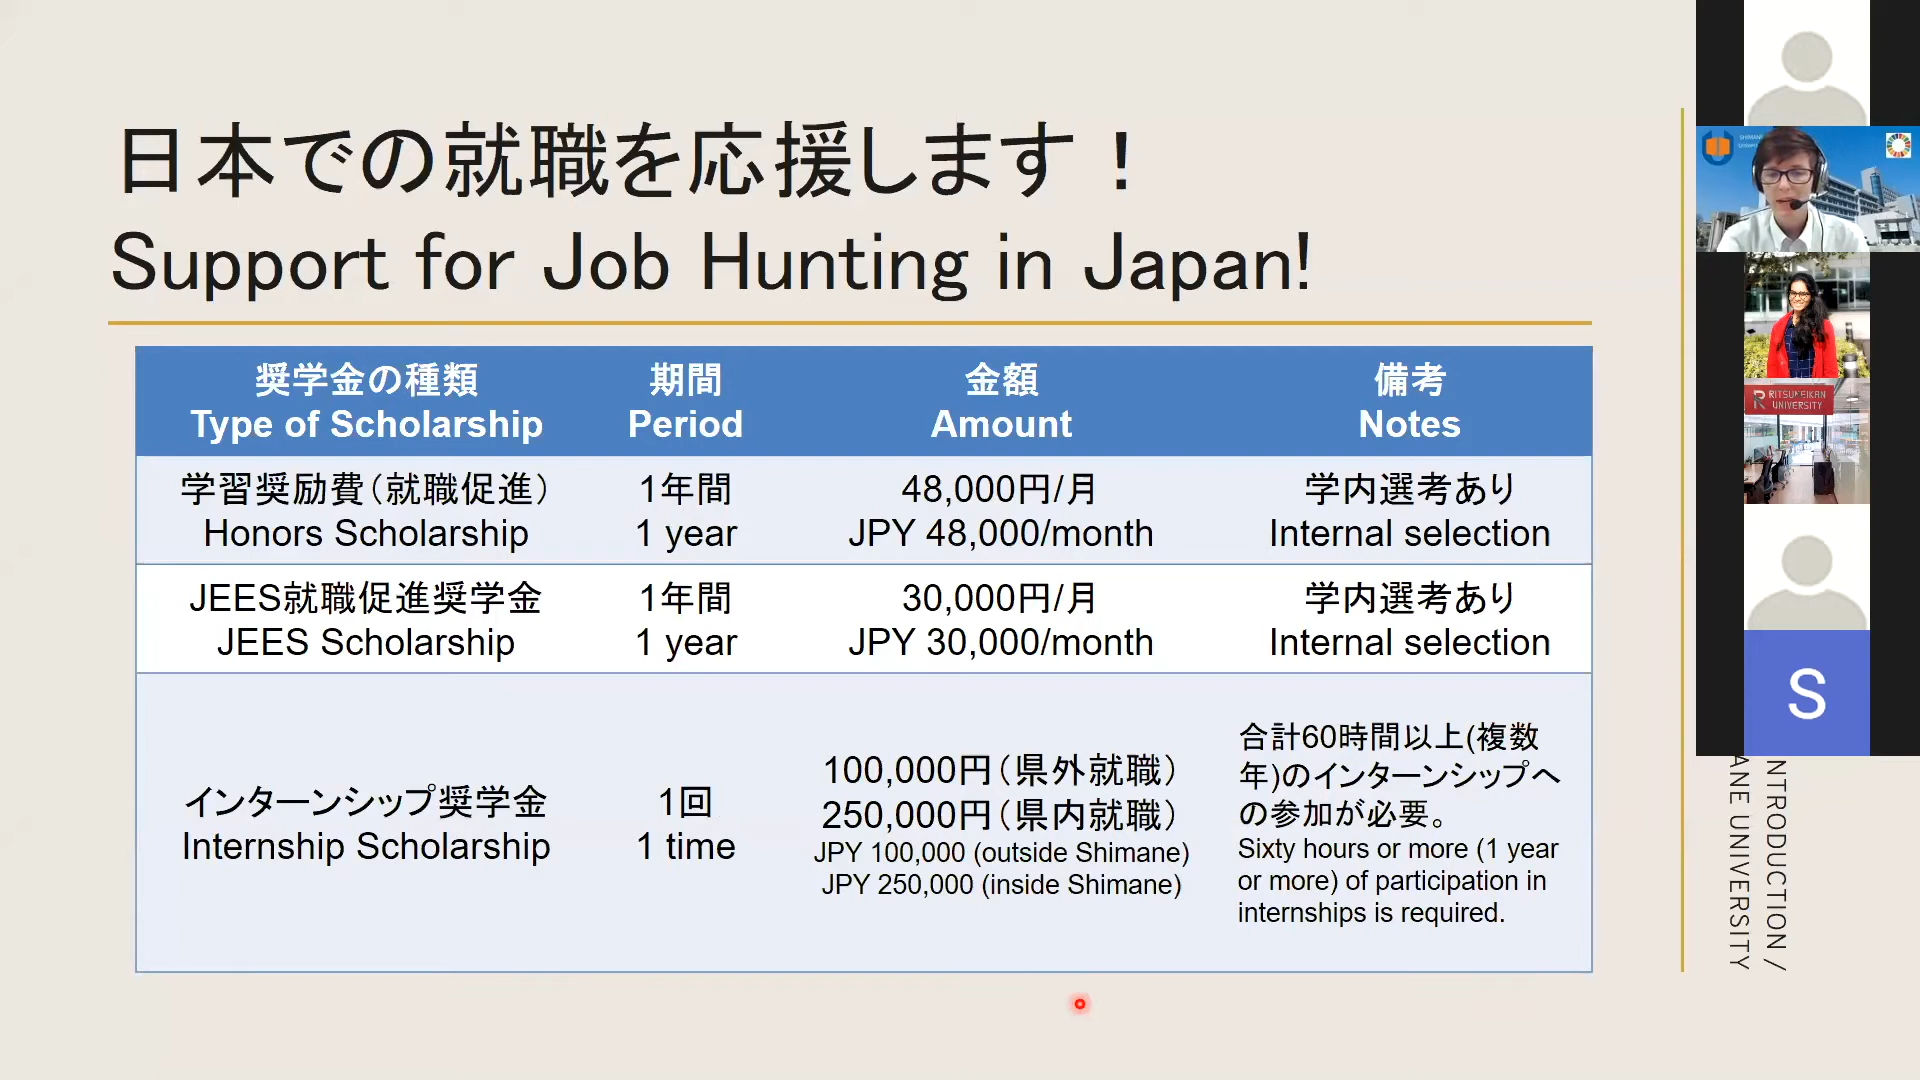 日本での就職を応援します！
Support for Job Hunting in Japan!
奨学金の種類
Type of Scholarship
期間
Period
金額
Amount
備考
Notes
学習奨励費（就職促進）
Honors Scholarship
1年間
1 year
48,000円/月
JPY 48,000/month
学内選考あり
Internal selection
JEES就職促進奨学金
JEES Scholarship
1年間
1 year
30,000円/月
JPY 30,000/month
学内選考あり
Internal selection
インターンシップ奨学金
Internship Scholarship
1回
1 time
100,000円（県外就職）
250,000円（県内就職）
JPY 100,000 (outside Shimane)
JPY 250,000 (inside Shimane)
合計60時間以上(複数
年)のインターンシップへ
の参加が必要。
Sixty hours or more (1 year
or more) of participation in
internships is required.
RITSUMEIKAN
UNIVERSITY
S
NTRODUCTION /
ANE UNIVERSITY